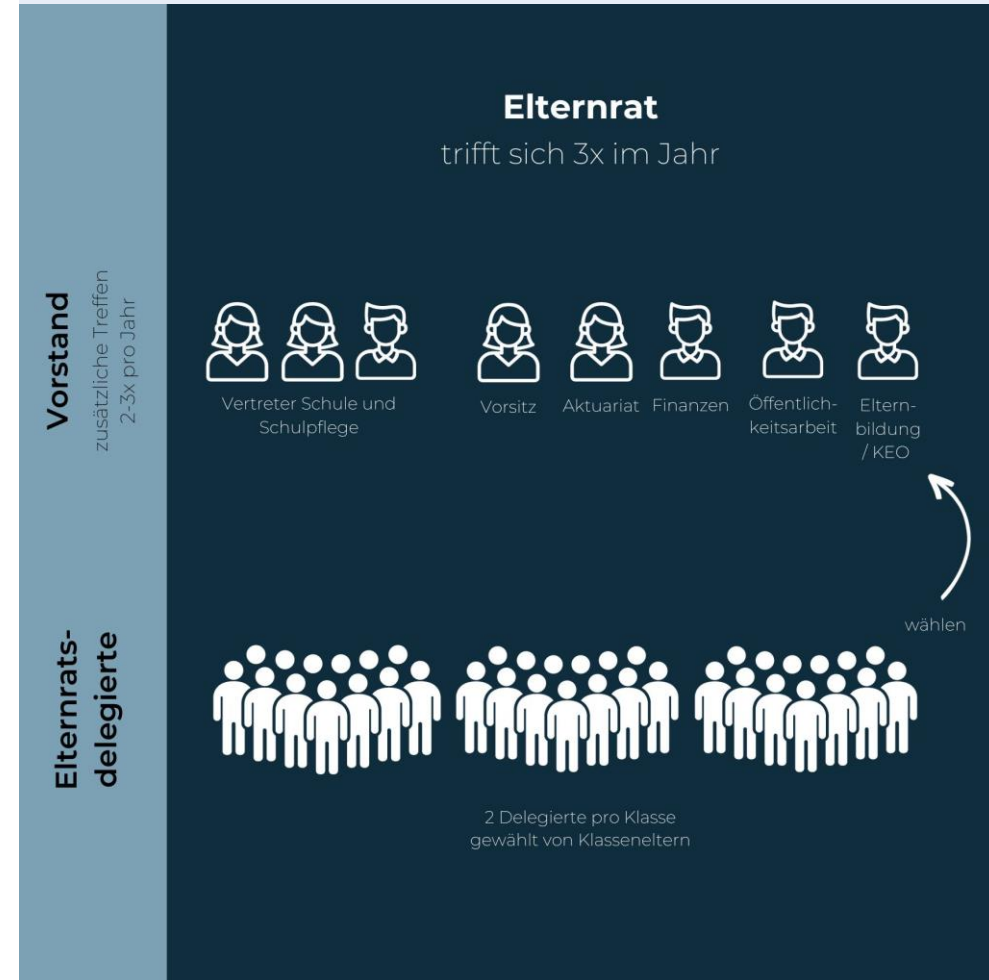 Elternrat
trifft sich 3x im Jahr
Vorstand
zusätzliche Treffen
2-3x pro Jahr
Vertreter Schule und
Schulpflege
Vorsitz
Aktuariat
Finanzen
Öffentlich-
keitsarbeit
Eltern-
bildung
/ KEO
wählen
Elternrats-
delegierte
2 Delegierte pro Klasse
gewählt von Klasseneltern